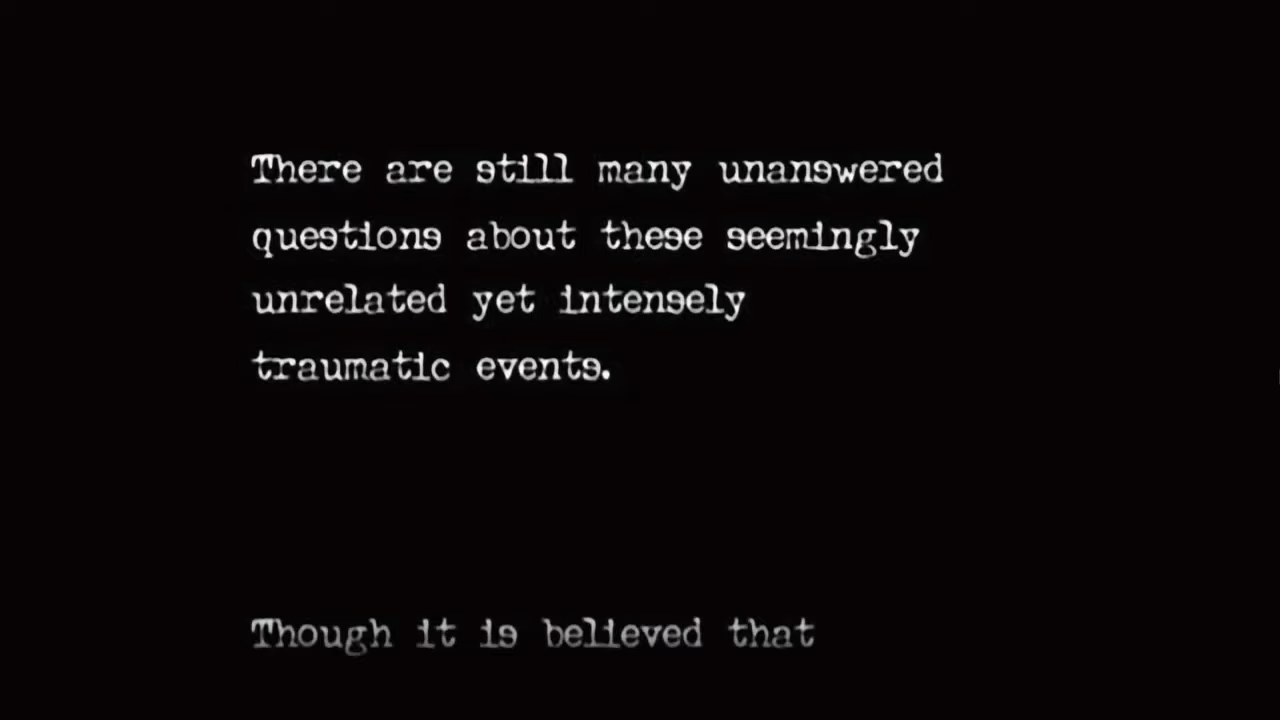 There are still many unanswered
questions about these seemingly
unrelated yet intensely
traumatic events.
Though it is believed that